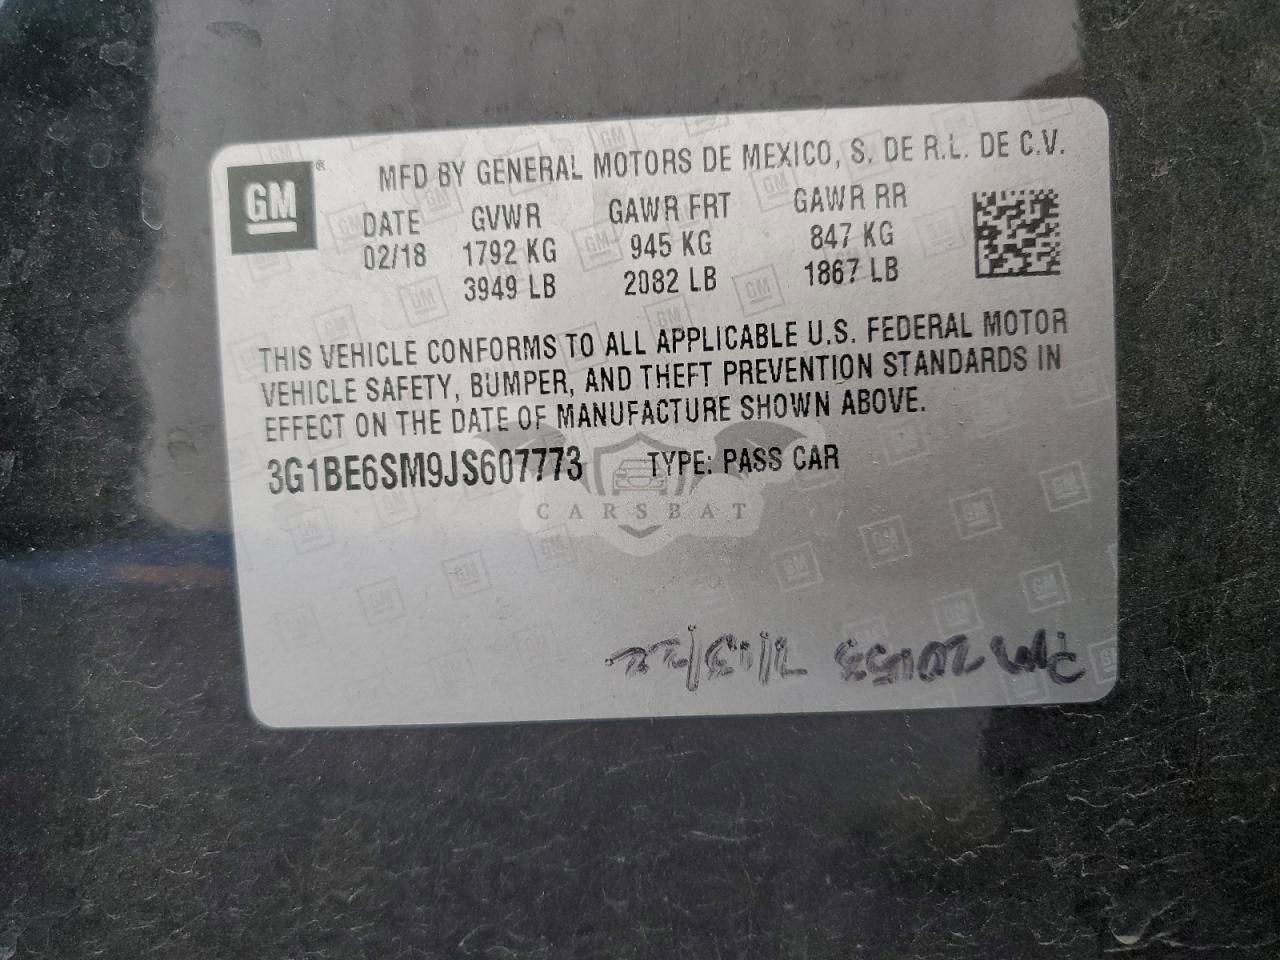 GM ®
MFD BY GENERAL MOTORS DE MEXICO, S. DE R.L. DE C.V.
DATE GVWR GAWR FRT GAWR RR
02/18 1792 KG 945 KG 847 KG
3949 LB 2082 LB 1867 LB
THIS VEHICLE CONFORMS TO ALL APPLICABLE U.S. FEDERAL MOTOR
VEHICLE SAFETY, BUMPER, AND THEFT PREVENTION STANDARDS IN
EFFECT ON THE DATE OF MANUFACTURE SHOWN ABOVE.
3G1BE6SM9JS607773 TYPE: PASS CAR
CARSBAT